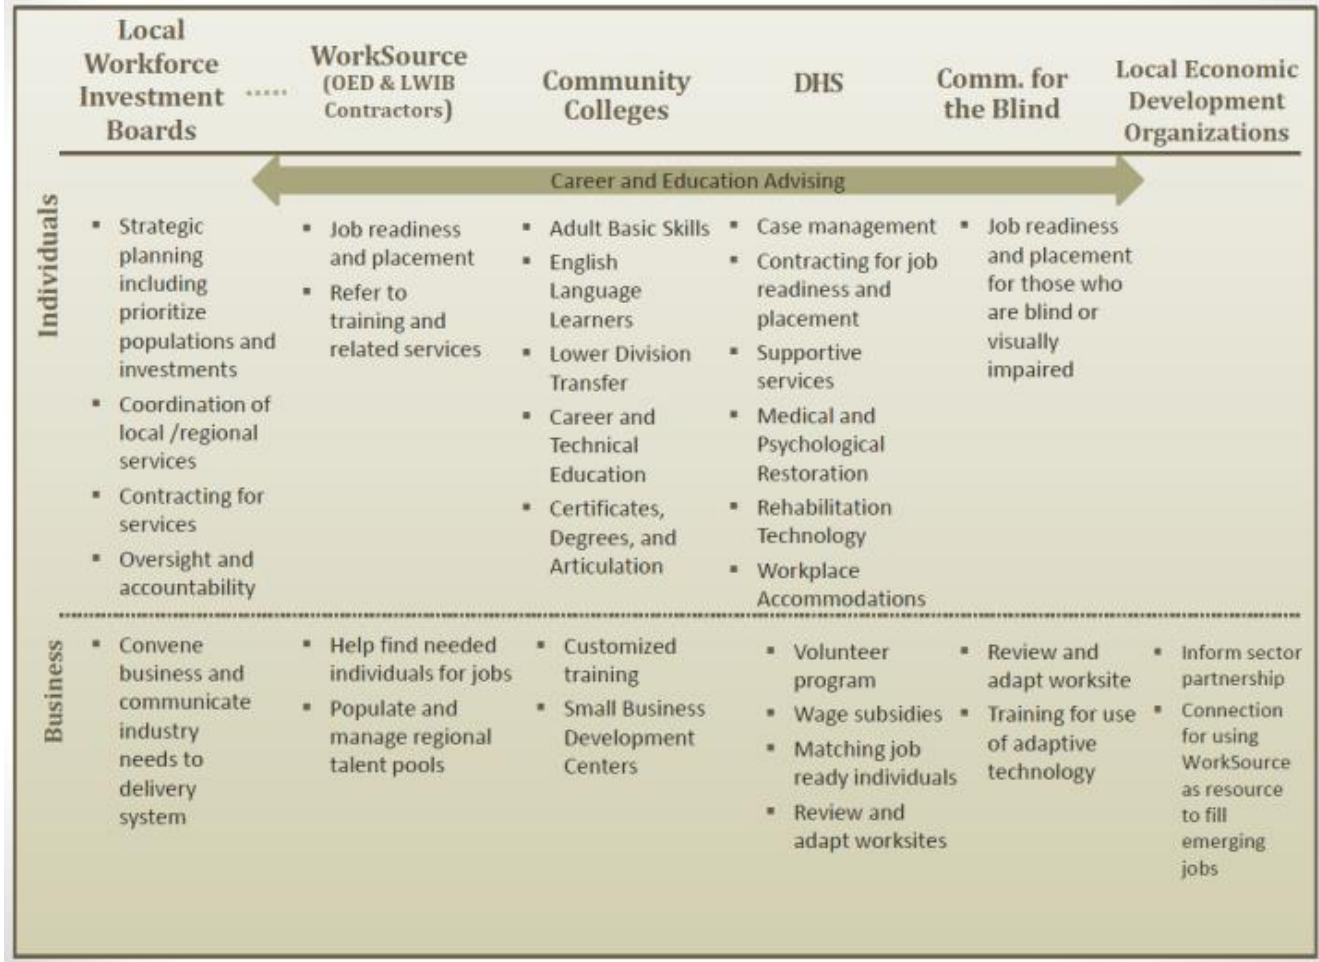 Local
Workforce
Investment
Boards
WorkSource
(OED & LWIB
Contractors)
Community
Colleges
DHS
Comm. for
the Blind
Local Economic
Development
Organizations
Career and Education Advising
Individuals
▪ Strategic
planning
including
prioritize
populations and
investments
▪ Coordination of
local /regional
services
▪ Contracting for
services
▪ Oversight and
accountability
▪ Job readiness
and placement
▪ Refer to
training and
related services
▪ Adult Basic Skills
▪ English
Language
Learners
▪ Lower Division
Transfer
▪ Career and
Technical
Education
▪ Certificates,
Degrees, and
Articulation
▪ Case management
▪ Contracting for job
readiness and
placement
▪ Supportive
services
▪ Medical and
Psychological
Restoration
▪ Rehabilitation
Technology
▪ Workplace
Accommodations
▪ Job readiness
and placement
for those who
are blind or
visually
impaired
Business
▪ Convene
business and
communicate
industry
needs to
delivery
system
▪ Help find needed
individuals for jobs
▪ Populate and
manage regional
talent pools
▪ Customized
training
▪ Small Business
Development
Centers
▪ Volunteer
program
▪ Wage subsidies
▪ Matching job
ready individuals
▪ Review and
adapt worksites
▪ Review and
adapt worksite
▪ Training for use
of adaptive
technology
▪ Inform sector
partnership
▪ Connection
for using
WorkSource
as resource
to fill
emerging
jobs